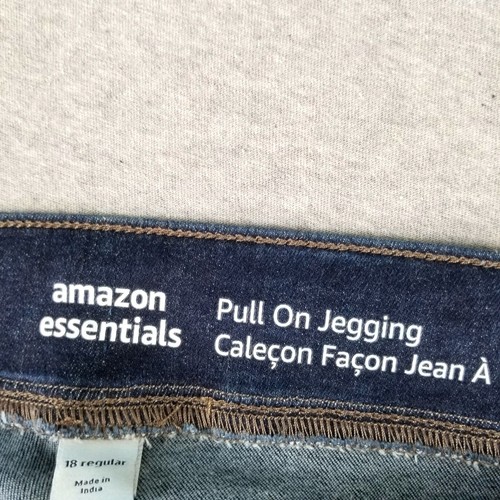 amazon
essentials
Pull On Jegging
Caleçon Façon Jean À
18 regular
Made in
India